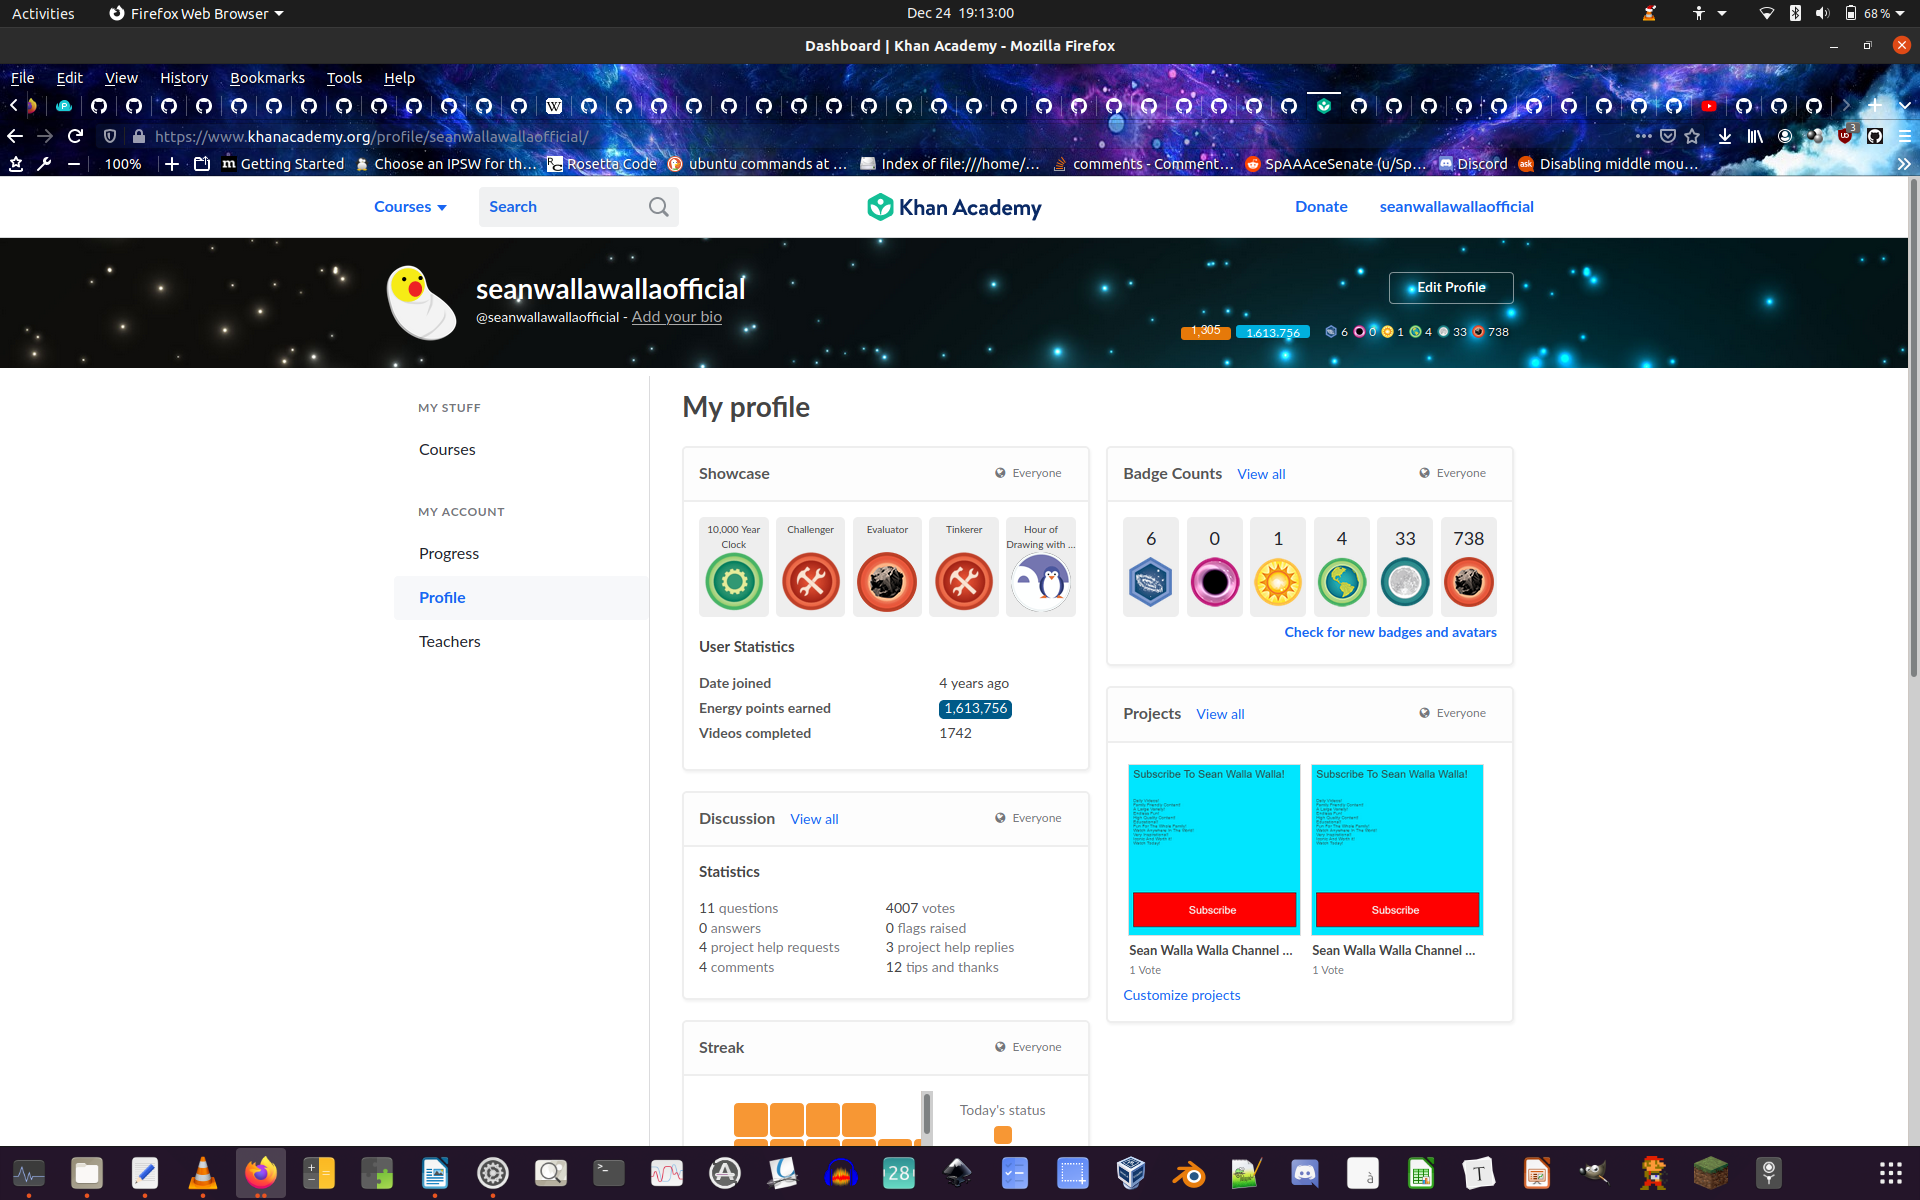 Activities
Firefox Web Browser
Dec 24 19:13:00
68 %
Dashboard | Khan Academy - Mozilla Firefox
File Edit View History Bookmarks Tools Help
https://www.khanacademy.org/profile/seanwallawallaofficial/
3
100%
Getting Started
Choose an IPSW for th…
Rosetta Code
ubuntu commands at …
Index of file:///home/…
comments - Comment…
SpAAAceSenate (u/Sp…
Discord
Disabling middle mou…
Courses
Search
Khan Academy
Donate
seanwallawallaofficial
seanwallawallaofficial
@seanwallawallaofficial - Add your bio
Edit Profile
1,305 1,613,756 6 0 1 4 33 738
MY STUFF
Courses
MY ACCOUNT
Progress
Profile
Teachers
My profile
Showcase
Everyone
10,000 Year
Clock
Challenger
Evaluator
Tinkerer
Hour of
Drawing with ...
User Statistics
Date joined 4 years ago
Energy points earned 1,613,756
Videos completed 1742
Badge Counts View all
Everyone
6 0 1 4 33 738
Check for new badges and avatars
Projects View all
Everyone
Subscribe To Sean Walla Walla!
Subscribe
Sean Walla Walla Channel ...
1 Vote
Subscribe To Sean Walla Walla!
Subscribe
Sean Walla Walla Channel ...
1 Vote
Customize projects
Discussion View all
Everyone
Statistics
11 questions 4007 votes
0 answers 0 flags raised
4 project help requests 3 project help replies
4 comments 12 tips and thanks
Streak
Everyone
Today's status
28